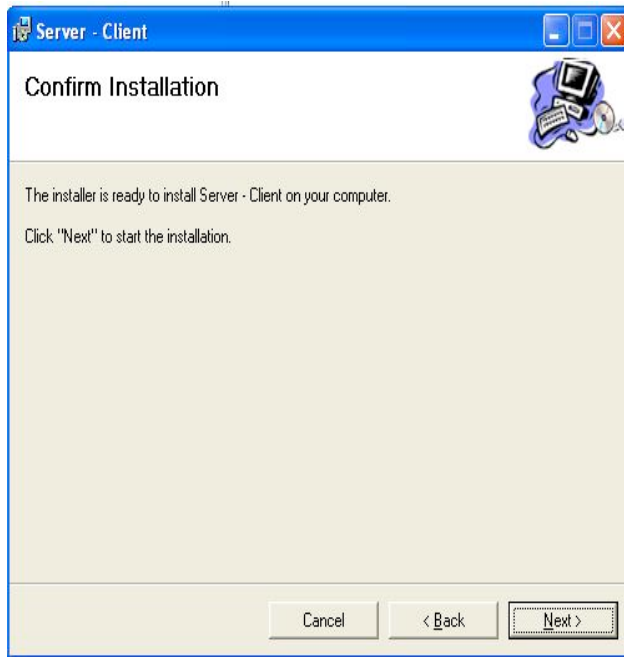 Server - Client
Confirm Installation
The installer is ready to install Server - Client on your computer.
Click "Next" to start the installation.
Cancel
< Back
Next >